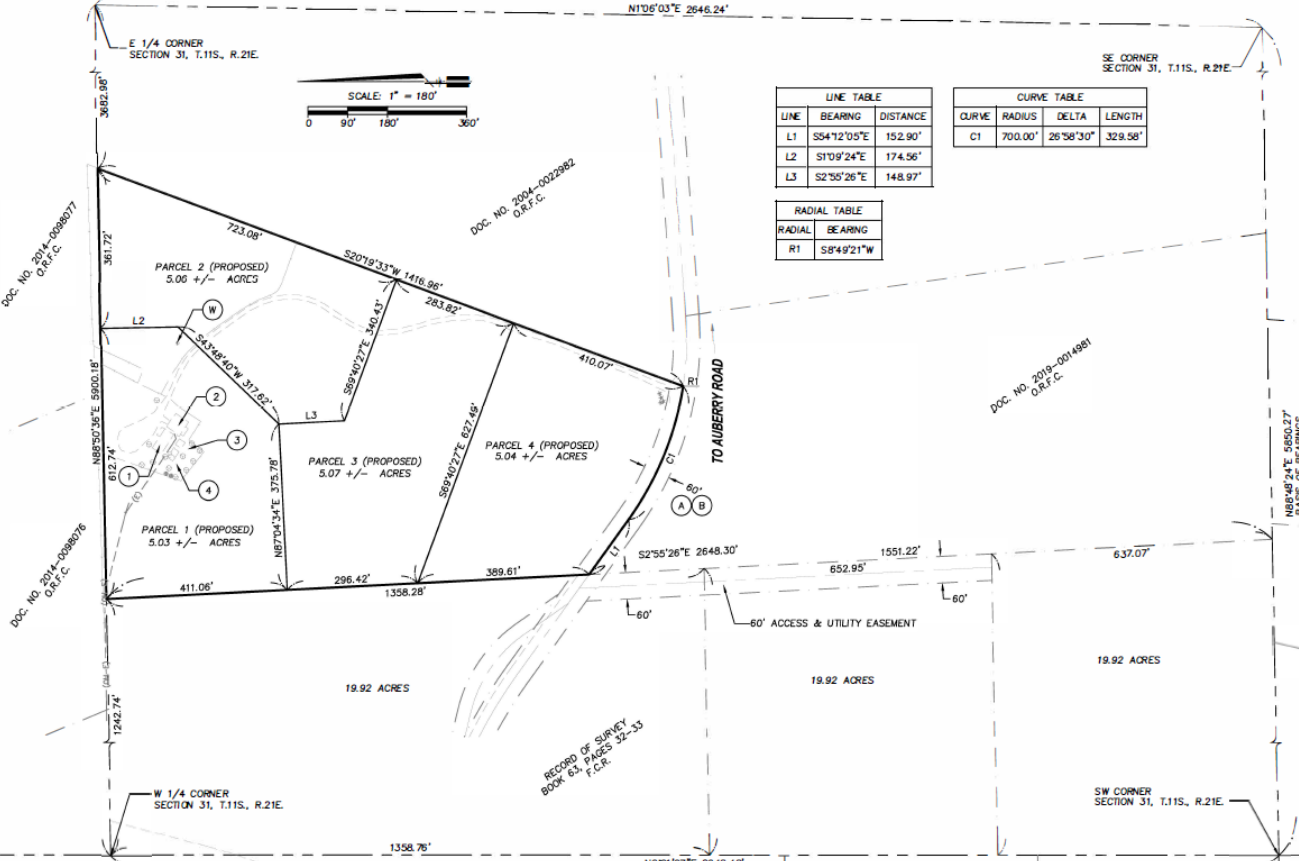 N1°06'03"E 2646.24'
E 1/4 CORNER
SECTION 31, T.11S., R.21E.
SE CORNER
SECTION 31, T.11S., R.21E.
3682.98'
SCALE: 1" = 180'
0 90' 180' 360'
LINE TABLE
LINE BEARING DISTANCE
L1 S54°12'05"E 152.90'
L2 S1°09'24"E 174.56'
L3 S2°55'26"E 148.97'
CURVE TABLE
CURVE RADIUS DELTA LENGTH
C1 700.00' 26°58'30" 329.58'
RADIAL TABLE
RADIAL BEARING
R1 S8°49'21"W
DOC. NO. 2014-0098077
O.R.F.C.
DOC. NO. 2004-0022982
O.R.F.C.
723.08'
S20°19'33"W 1416.96'
283.82'
410.07'
361.72'
PARCEL 2 (PROPOSED)
5.06 +/- ACRES
W
L2
S43°48'40"W 317.62'
S69°40'27"E 340.43'
L3
R1
TO AUBERRY ROAD
DOC. NO. 2019-0014981
O.R.F.C.
N88°50'36"E 5900.18'
612.74'
2
3
1
4
PARCEL 3 (PROPOSED)
5.07 +/- ACRES
S69°40'27"E 627.49'
PARCEL 4 (PROPOSED)
5.04 +/- ACRES
C1
60'
A B
N88°48'24"E 5850.27'
BASIS OF BEARINGS
PARCEL 1 (PROPOSED)
5.03 +/- ACRES
N87°04'34"E 375.78'
L1
S2°55'26"E 2648.30'
1551.22'
637.07'
652.95'
DOC. NO. 2014-0098076
O.R.F.C.
411.06'
296.42'
389.61'
1358.28'
60'
60'
60' ACCESS & UTILITY EASEMENT
19.92 ACRES
19.92 ACRES
19.92 ACRES
1242.74'
RECORD OF SURVEY
BOOK 63, PAGES 32-33
F.C.R.
W 1/4 CORNER
SECTION 31, T.11S., R.21E.
SW CORNER
SECTION 31, T.11S., R.21E.
1358.76'